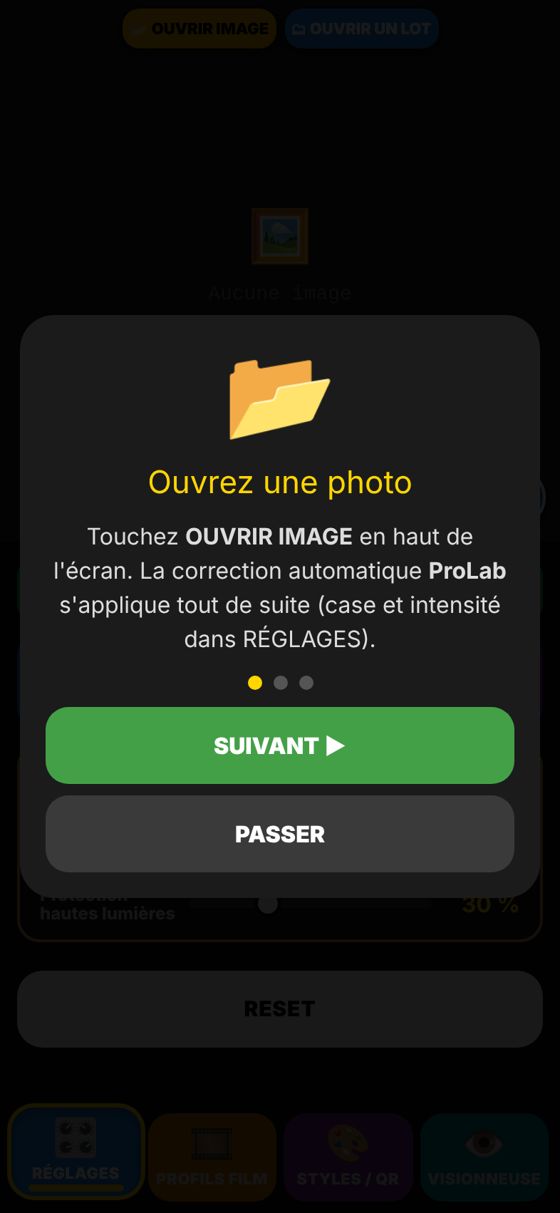 OUVRIR IMAGE
OUVRIR UN LOT
Aucune image
Ouvrez une photo
Touchez OUVRIR IMAGE en haut de
l'écran. La correction automatique ProLab
s'applique tout de suite (case et intensité
dans RÉGLAGES).
SUIVANT ▶
PASSER
Protection
hautes lumières
30 %
RESET
RÉGLAGES
PROFILS FILM
STYLES / QR
VISIONNEUSE